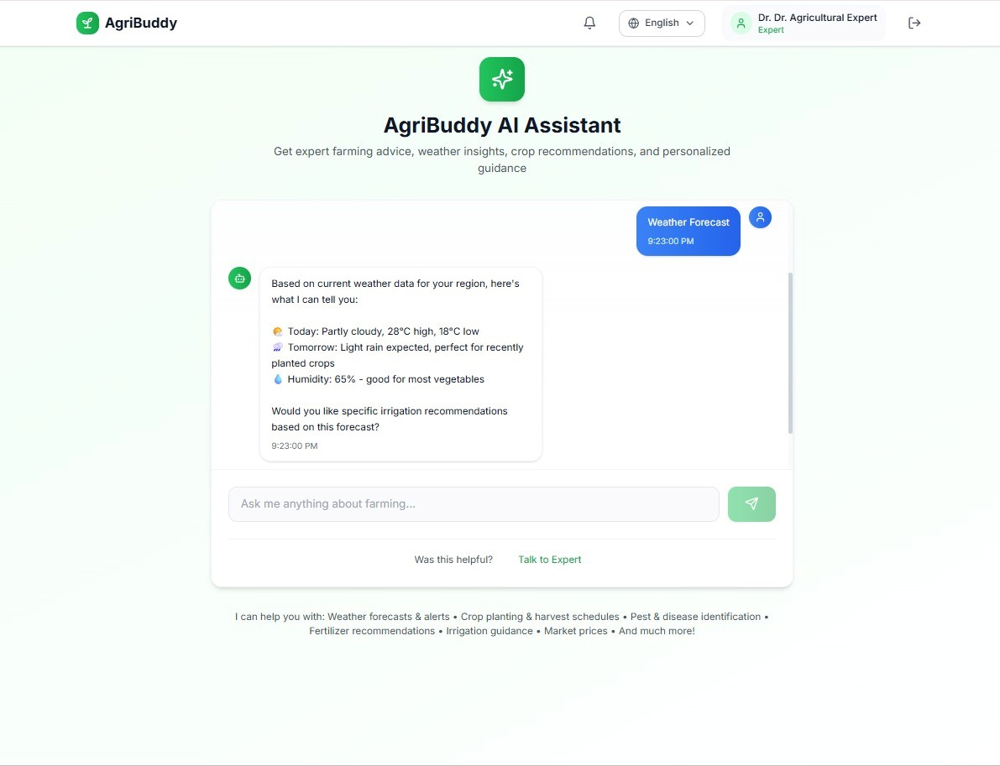 AgriBuddy
English
Dr. Dr. Agricultural Expert
Expert
AgriBuddy AI Assistant
Get expert farming advice, weather insights, crop recommendations, and personalized
guidance
Weather Forecast
9:23:00 PM
Based on current weather data for your region, here's
what I can tell you:
🌤️ Today: Partly cloudy, 28°C high, 18°C low
🌧️ Tomorrow: Light rain expected, perfect for recently
planted crops
💧 Humidity: 65% - good for most vegetables
Would you like specific irrigation recommendations
based on this forecast?
9:23:00 PM
Ask me anything about farming...
Was this helpful?
Talk to Expert
I can help you with: Weather forecasts & alerts • Crop planting & harvest schedules • Pest & disease identification •
Fertilizer recommendations • Irrigation guidance • Market prices • And much more!